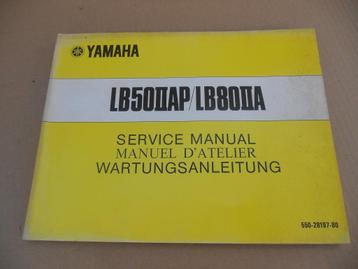 YAMAHA
LB50IIAP/LB80IIA
SERVICE MANUAL
MANUEL D'ATELIER
WARTUNGSANLEITUNG
550-28197-80